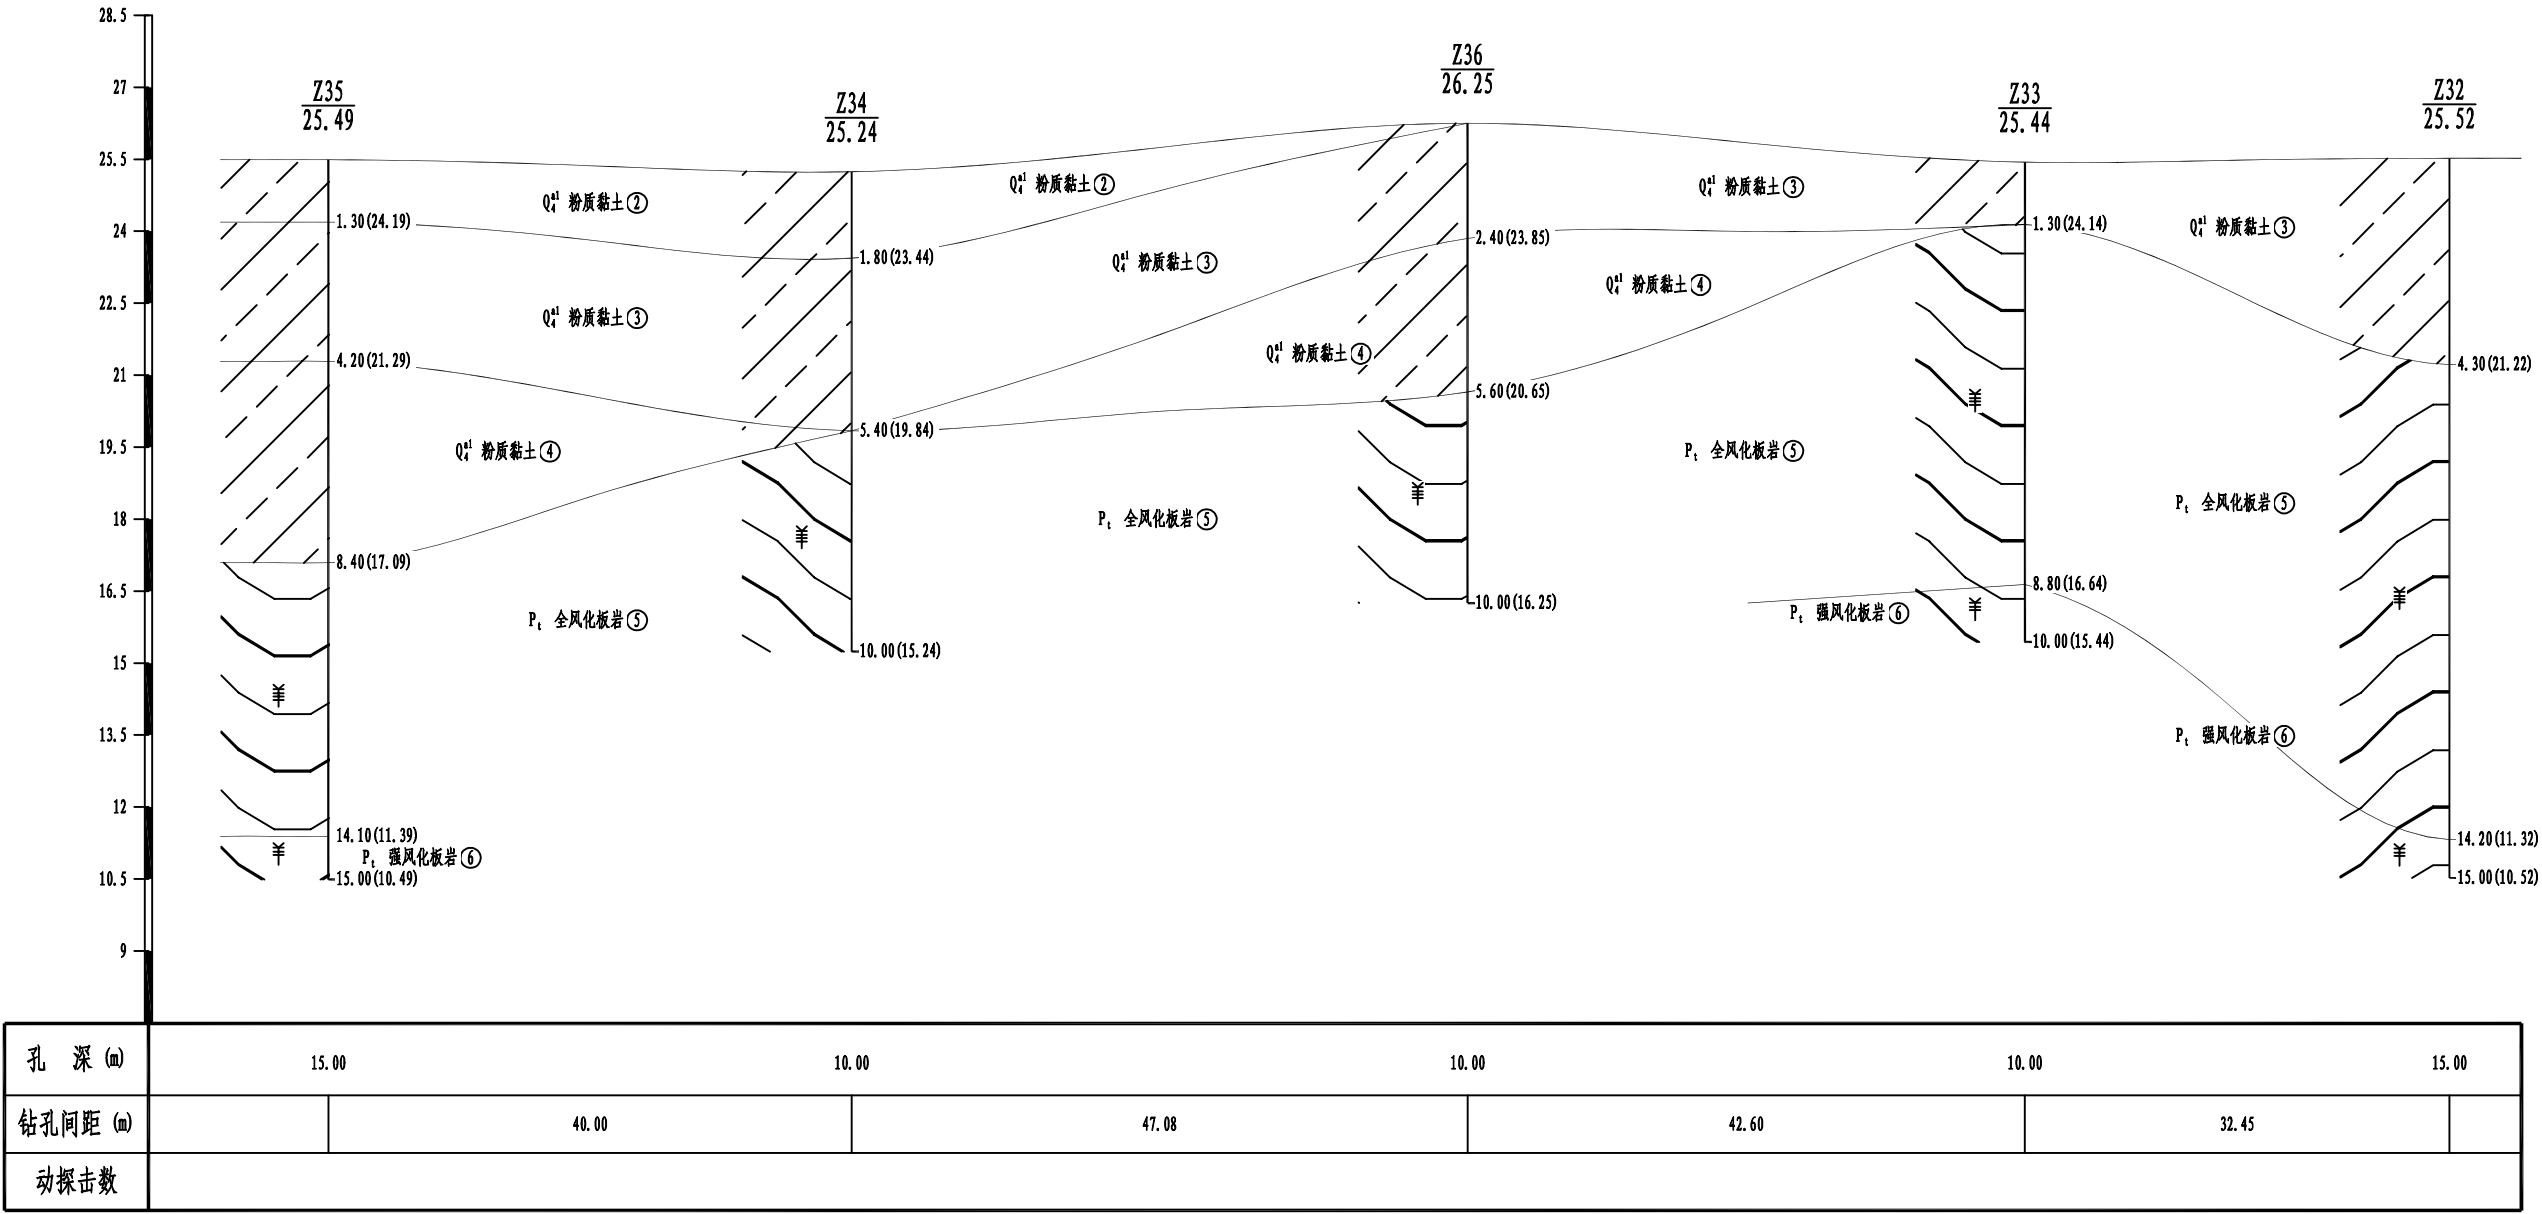 28.5
27
25.5
24
22.5
21
19.5
18
16.5
15
13.5
12
10.5
9
Z35
25.49
1.30(24.19)
4.20(21.29)
8.40(17.09)
14.10(11.39)
15.00(10.49)
Q₄ᵃˡ 粉质黏土②
Q₄ᵃˡ 粉质黏土③
Q₄ᵃˡ 粉质黏土④
Pt 全风化板岩⑤
Pt 强风化板岩⑥
Z34
25.24
1.80(23.44)
5.40(19.84)
10.00(15.24)
Q₄ᵃˡ 粉质黏土②
Q₄ᵃˡ 粉质黏土③
Q₄ᵃˡ 粉质黏土④
Pt 全风化板岩⑤
Z36
26.25
2.40(23.85)
5.60(20.65)
10.00(16.25)
Q₄ᵃˡ 粉质黏土③
Q₄ᵃˡ 粉质黏土④
Pt 全风化板岩⑤
Pt 强风化板岩⑥
Z33
25.44
1.30(24.14)
8.80(16.64)
10.00(15.44)
Q₄ᵃˡ 粉质黏土③
Pt 全风化板岩⑤
Pt 强风化板岩⑥
Z32
25.52
4.30(21.22)
14.20(11.32)
15.00(10.52)
孔 深(m) 15.00 10.00 10.00 10.00 15.00
钻孔间距(m) 40.00 47.08 42.60 32.45
动探击数